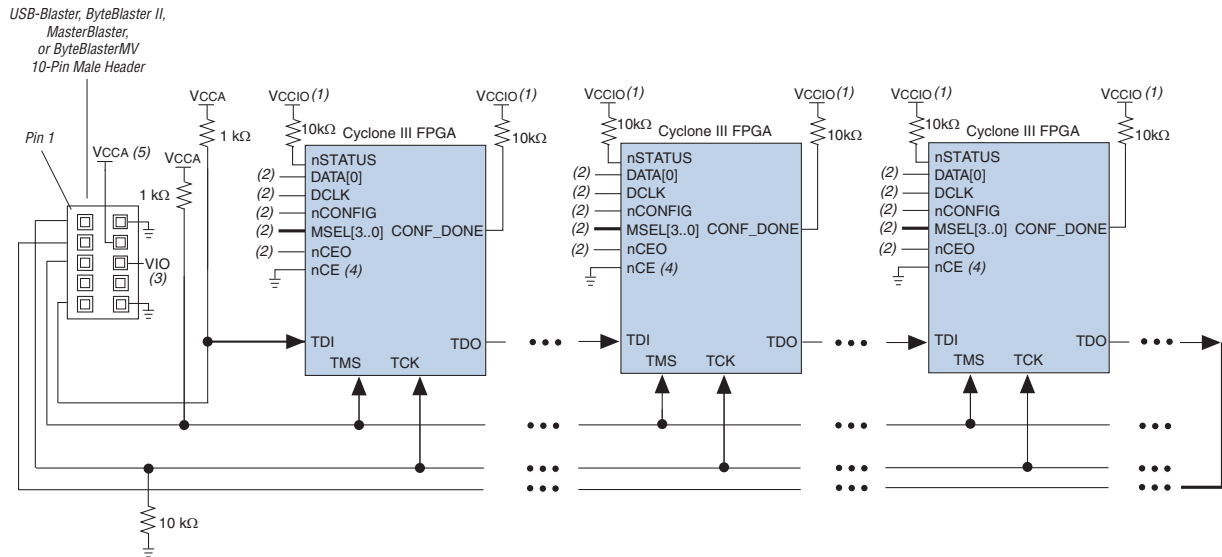 USB-Blaster, ByteBlaster II,
MasterBlaster,
or ByteBlasterMV
10-Pin Male Header
Pin 1
VCCA (5)
VIO
(3)
VCCA
1 kΩ
VCCA
1 kΩ
10 kΩ
VCCIO (1)
10kΩ
Cyclone III FPGA
VCCIO (1)
10kΩ
nSTATUS
(2) DATA[0]
(2) DCLK
(2) nCONFIG
(2) MSEL[3..0] CONF_DONE
(2) nCEO
nCE (4)
TDI
TDO
TMS TCK
VCCIO (1)
10kΩ
Cyclone III FPGA
VCCIO (1)
10kΩ
nSTATUS
(2) DATA[0]
(2) DCLK
(2) nCONFIG
(2) MSEL[3..0] CONF_DONE
(2) nCEO
nCE (4)
TDI
TDO
TMS TCK
VCCIO (1)
10kΩ
Cyclone III FPGA
VCCIO (1)
10kΩ
nSTATUS
(2) DATA[0]
(2) DCLK
(2) nCONFIG
(2) MSEL[3..0] CONF_DONE
(2) nCEO
nCE (4)
TDI
TDO
TMS TCK